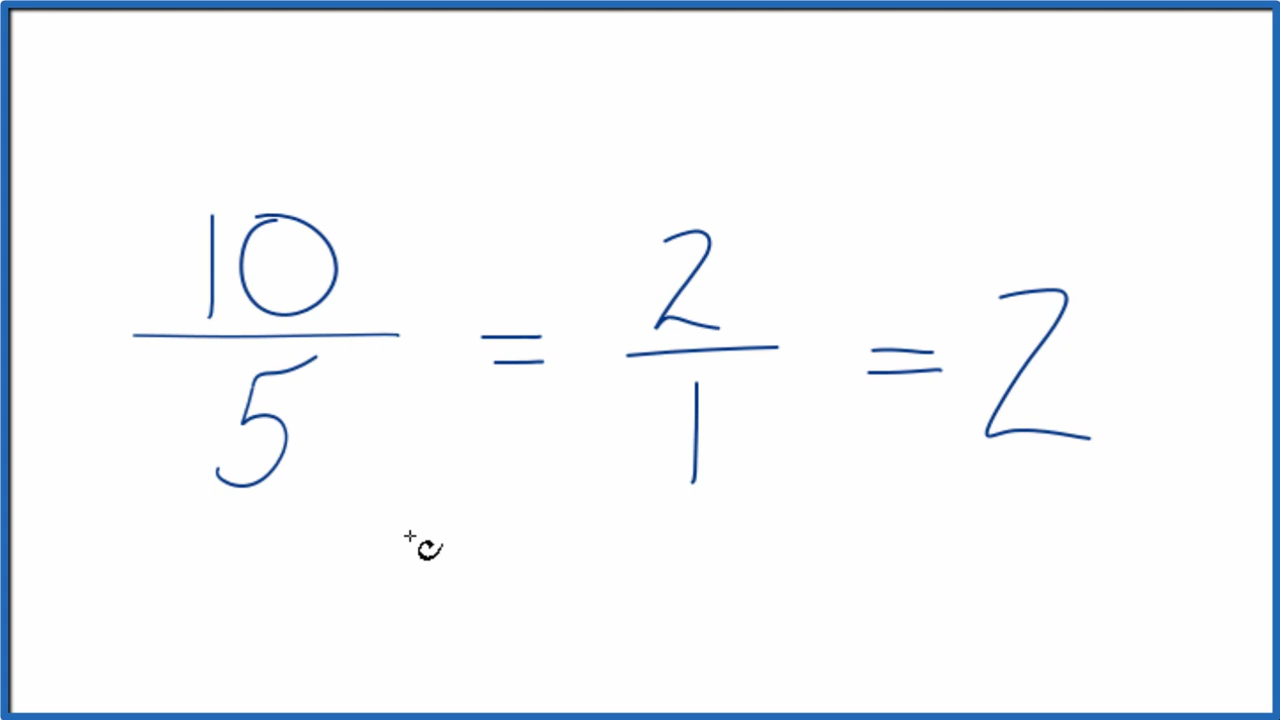 10/5 = 2/1 = 2